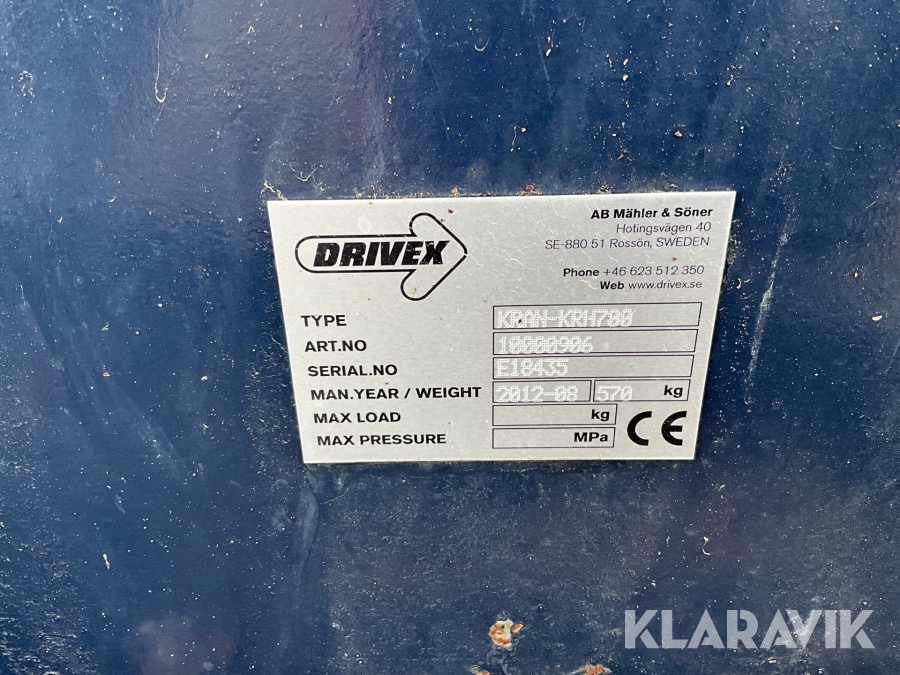 DRIVEX
AB Mähler & Söner
Hotingsvägen 40
SE-880 51 Rossön, SWEDEN
Phone +46 623 512 350
Web www.drivex.se
TYPE KRAN-KRH700
ART.NO 10000906
SERIAL.NO E18435
MAN.YEAR / WEIGHT 2012-08 570 kg
MAX LOAD kg
MAX PRESSURE MPa
CE
KLARAVIK